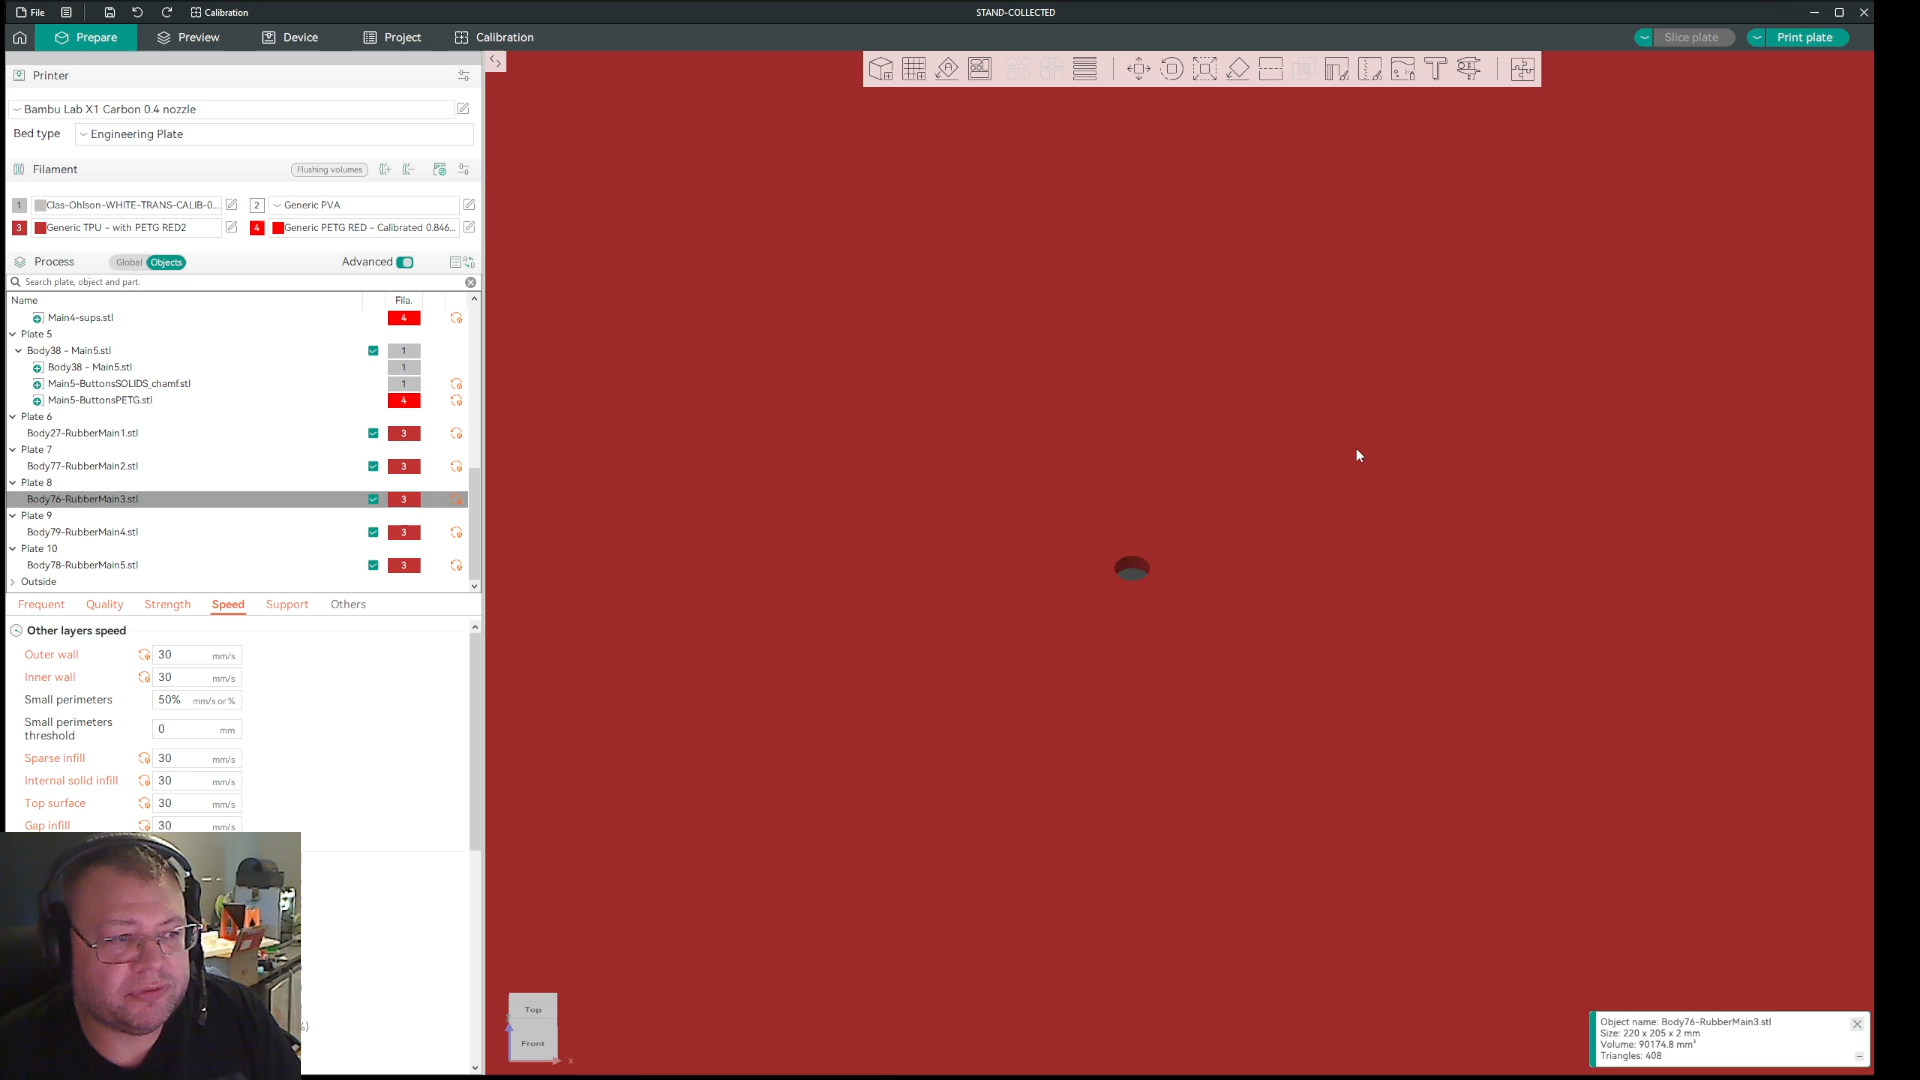 File
Calibration
STAND-COLLECTED
Prepare
Preview
Device
Project
Calibration
Slice plate
Print plate
Printer
Bambu Lab X1 Carbon 0.4 nozzle
Bed type
Engineering Plate
Filament
Flushing volumes
1 Clas-Ohlson-WHITE-TRANS-CALIB-0...
2 Generic PVA
3 Generic TPU - with PETG RED2
4 Generic PETG RED - Calibrated 0.846...
Process
Global Objects
Advanced
Search plate, object and part.
Name
Fila.
Main4-sups.stl 4
Plate 5
Body38 - Main5.stl 1
Body38 - Main5.stl 1
Main5-ButtonsSOLIDS_chamf.stl 1
Main5-ButtonsPETG.stl 4
Plate 6
Body27-RubberMain1.stl 3
Plate 7
Body77-RubberMain2.stl 3
Plate 8
Body76-RubberMain3.stl 3
Plate 9
Body79-RubberMain4.stl 3
Plate 10
Body78-RubberMain5.stl 3
Outside
Frequent Quality Strength Speed Support Others
Other layers speed
Outer wall 30 mm/s
Inner wall 30 mm/s
Small perimeters 50% mm/s or %
Small perimeters
threshold 0 mm
Sparse infill 30 mm/s
Internal solid infill 30 mm/s
Top surface 30 mm/s
Gap infill 30 mm/s
%)
Top
Front
x
Object name: Body76-RubberMain3.stl
Size: 220 x 205 x 2 mm
Volume: 90174.8 mm³
Triangles: 408